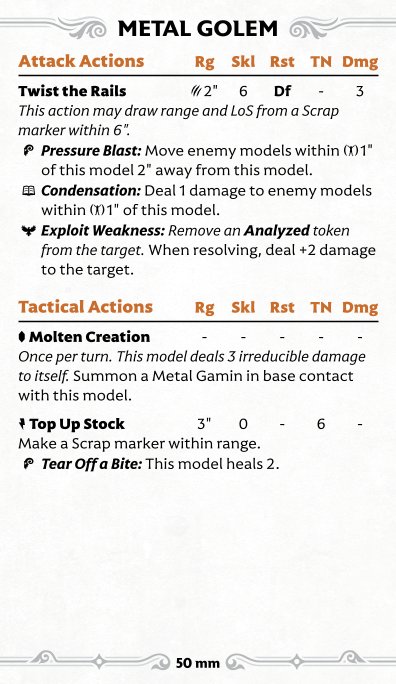 METAL GOLEM
Attack Actions Rg Skl Rst TN Dmg
Twist the Rails 2" 6 Df - 3
This action may draw range and LoS from a Scrap
marker within 6".
Pressure Blast: Move enemy models within 1"
of this model 2" away from this model.
Condensation: Deal 1 damage to enemy models
within 1" of this model.
Exploit Weakness: Remove an Analyzed token
from the target. When resolving, deal +2 damage
to the target.
Tactical Actions Rg Skl Rst TN Dmg
Molten Creation - - - - -
Once per turn. This model deals 3 irreducible damage
to itself. Summon a Metal Gamin in base contact
with this model.
Top Up Stock 3" 0 - 6 -
Make a Scrap marker within range.
Tear Off a Bite: This model heals 2.
50 mm